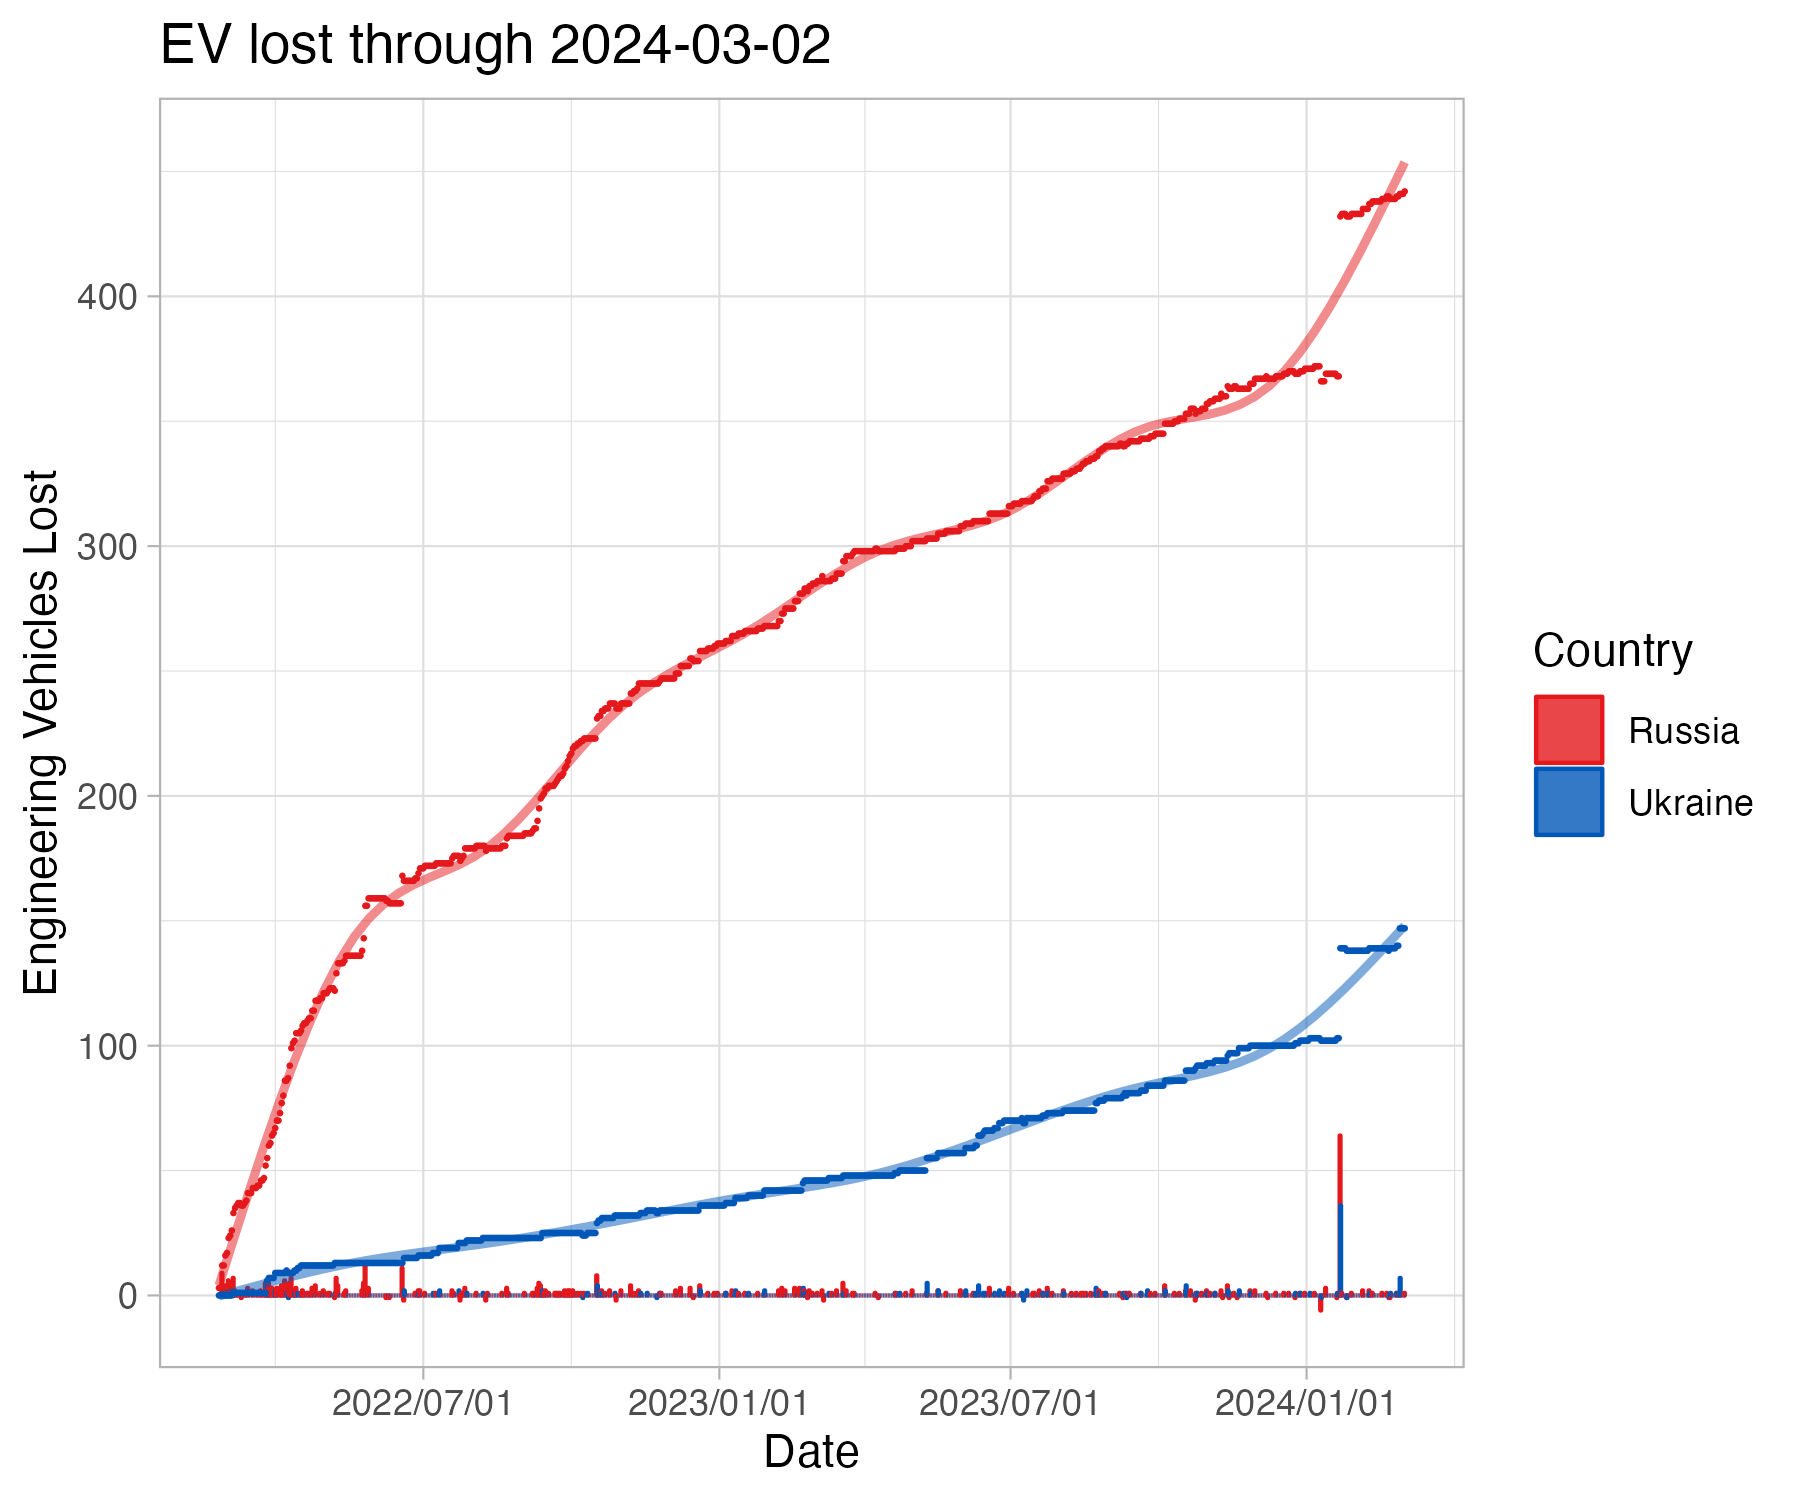 EV lost through 2024-03-02
Engineering Vehicles Lost
400
300
200
100
0
2022/07/01
2023/01/01
2023/07/01
2024/01/01
Date
Country
Russia
Ukraine